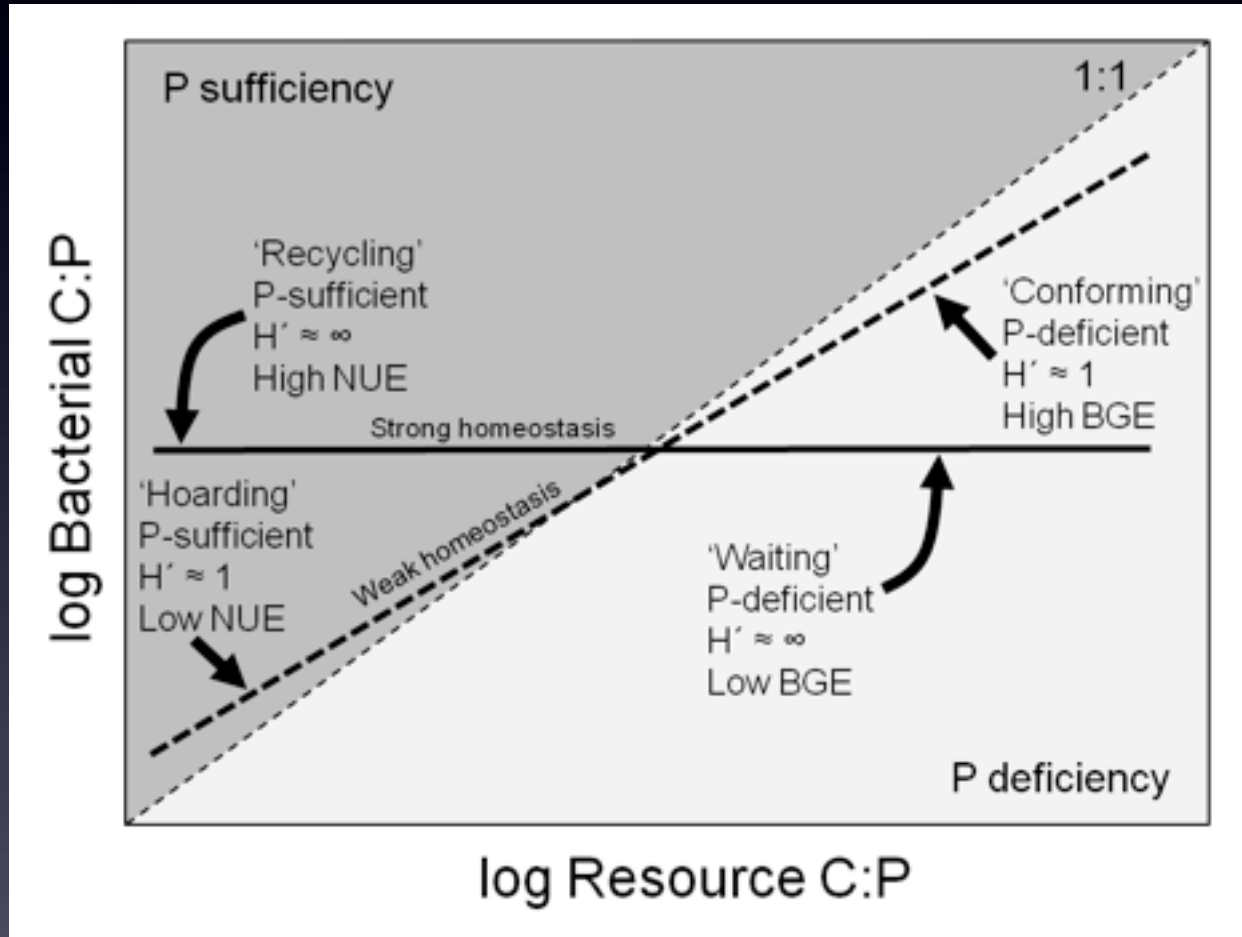 P sufficiency
1:1
'Recycling'
P-sufficient
H´ ≈ ∞
High NUE
'Conforming'
P-deficient
H´ ≈ 1
High BGE
Strong homeostasis
'Hoarding'
P-sufficient
H´ ≈ 1
Low NUE
Weak homeostasis
'Waiting'
P-deficient
H´ ≈ ∞
Low BGE
P deficiency
log Bacterial C:P
log Resource C:P